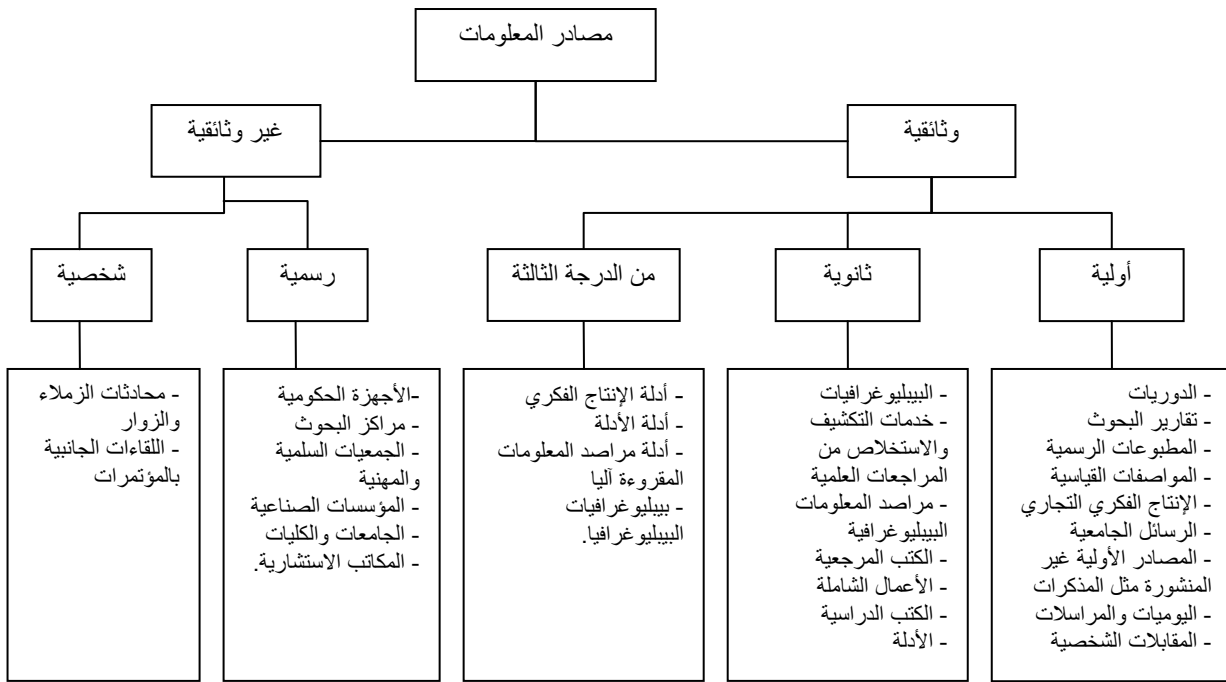 مصادر المعلومات
وثائقية
غير وثائقية
أولية
ثانوية
من الدرجة الثالثة
رسمية
شخصية
- الدوريات
- تقارير البحوث
- المطبوعات الرسمية
- المواصفات القياسية
- الإنتاج الفكري التجاري
- الرسائل الجامعية
- المصادر الأولية غير
المنشورة مثل المذكرات
- اليوميات والمراسلات
- المقابلات الشخصية
- البيبليوغرافيات
- خدمات التكشيف
والاستخلاص من
المراجعات العلمية
- مراصد المعلومات
البيبليوغرافية
- الكتب المرجعية
- الأعمال الشاملة
- الكتب الدراسية
- الأدلة
- أدلة الإنتاج الفكري
- أدلة الأدلة
- أدلة مراصد المعلومات
المقروءة آليا
- بيبليوغرافيات
البيبليوغرافيا.
-الأجهزة الحكومية
- مراكز البحوث
- الجمعيات السلمية
والمهنية
- المؤسسات الصناعية
- الجامعات والكليات
- المكاتب الاستشارية.
- محادثات الزملاء
والزوار
- اللقاءات الجانبية
بالمؤتمرات